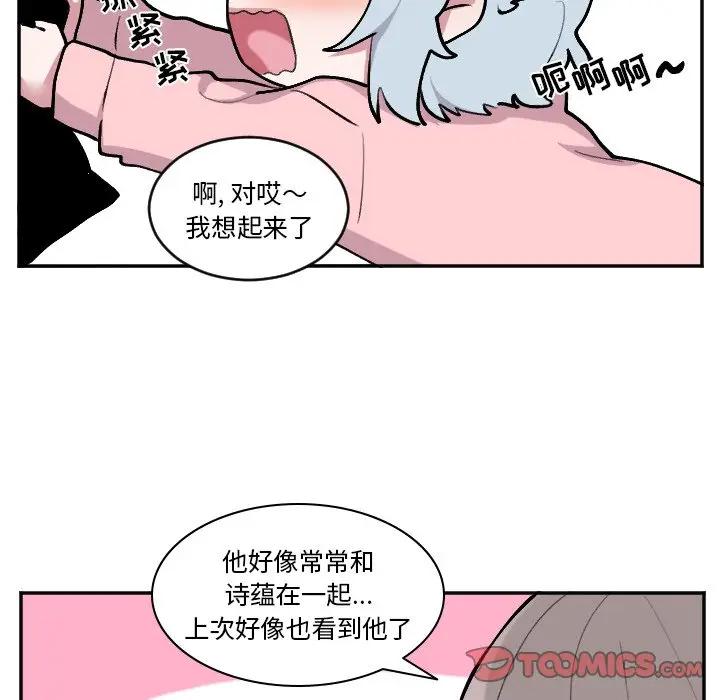 抓紧紧
呃啊啊～
啊, 对哎～
我想起来了
他好像常常和
诗蕴在一起...
上次好像也看到他了
TOOMICS.COM